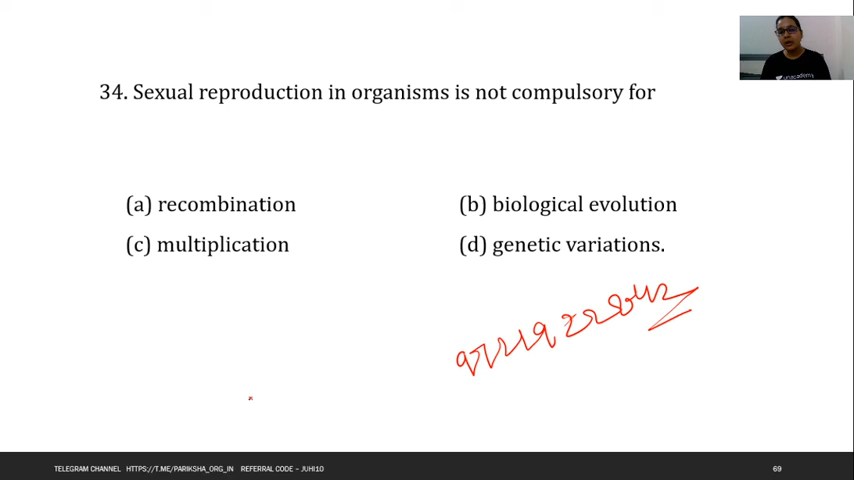 34. Sexual reproduction in organisms is not compulsory for
(a) recombination
(b) biological evolution
(c) multiplication
(d) genetic variations.
TELEGRAM CHANNEL HTTPS://T.ME/PARIKSHA_ORG_IN REFERRAL CODE – JUHI10
69